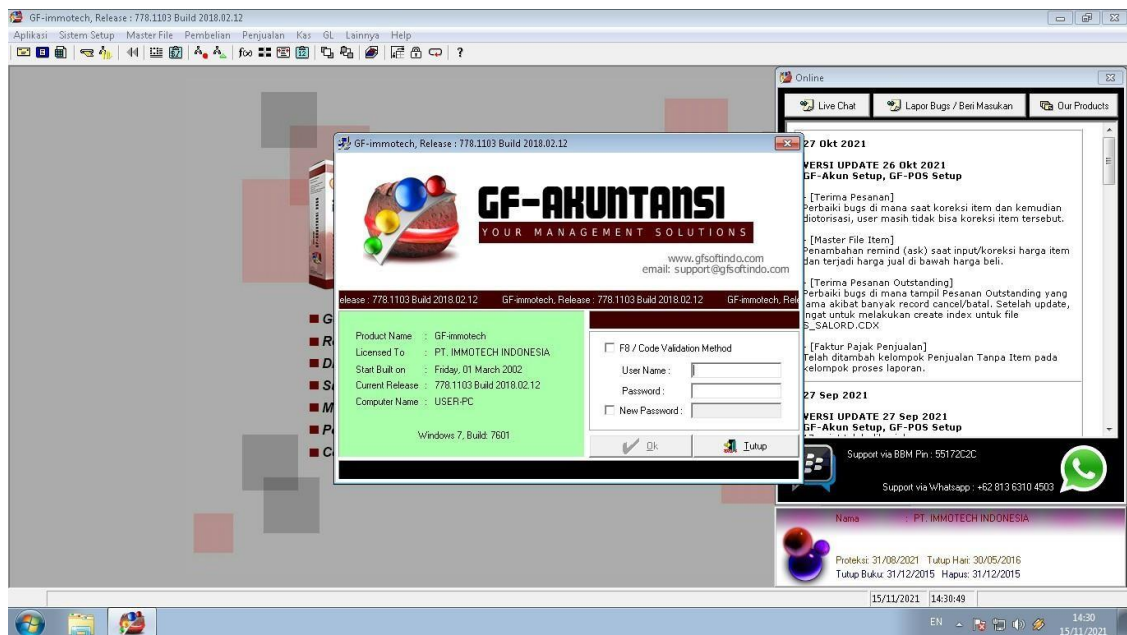 GF-immotech, Release : 778.1103 Build 2018.02.12
Aplikasi Sistem Setup Master File Pembelian Penjualan Kas GL Lainnya Help
Online
Live Chat
Lapor Bugs / Beri Masukan
Our Products
27 Okt 2021
VERSI UPDATE 26 Okt 2021
GF-Akun Setup, GF-POS Setup
[Terima Pesanan]
Perbaiki bugs di mana saat koreksi item dan kemudian
diotorisasi, user masih tidak bisa koreksi item tersebut.
[Master File Item]
Penambahan remind (ask) saat input/koreksi harga item
dan terjadi harga jual di bawah harga beli.
[Terima Pesanan Outstanding]
Perbaiki bugs di mana tampil Pesanan Outstanding yang
lama akibat banyak record cancel/batal. Setelah update,
ingat untuk melakukan create index untuk file
S_SALORD.CDX
[Faktur Pajak Penjualan]
Telah ditambah kelompok Penjualan Tanpa Item pada
kelompok proses laporan.
27 Sep 2021
VERSI UPDATE 27 Sep 2021
GF-Akun Setup, GF-POS Setup
Support via BBM Pin : 55172C2C
Support via Whatsapp : +62 813 6310 4503
Nama : PT. IMMOTECH INDONESIA
Proteksi: 31/08/2021 Tutup Hari: 30/05/2016
Tutup Buku: 31/12/2015 Hapus: 31/12/2015
GF-immotech, Release : 778.1103 Build 2018.02.12
GF-AKUNTANSI
YOUR MANAGEMENT SOLUTIONS
www.gfsoftindo.com
email: support@gfsoftindo.com
elease : 778.1103 Build 2018.02.12 GF-immotech, Release : 778.1103 Build 2018.02.12 GF-immotech, Rele
Product Name : GF-immotech
Licensed To : PT. IMMOTECH INDONESIA
Start Built on : Friday, 01 March 2002
Current Release : 778.1103 Build 2018.02.12
Computer Name : USER-PC
Windows 7, Build: 7601
F8 / Code Validation Method
User Name :
Password :
New Password :
Ok
Tutup
15/11/2021 14:30:49
EN
14:30
15/11/2021